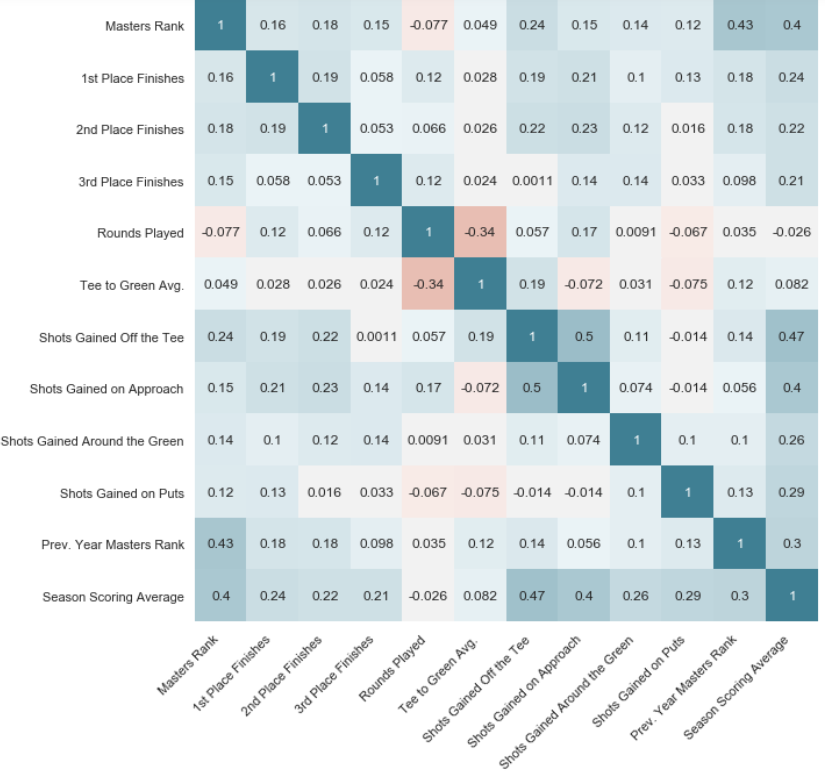 Masters Rank 1 0.16 0.18 0.15 -0.077 0.049 0.24 0.15 0.14 0.12 0.43 0.4
1st Place Finishes 0.16 1 0.19 0.058 0.12 0.028 0.19 0.21 0.1 0.13 0.18 0.24
2nd Place Finishes 0.18 0.19 1 0.053 0.066 0.026 0.22 0.23 0.12 0.016 0.18 0.22
3rd Place Finishes 0.15 0.058 0.053 1 0.12 0.024 0.0011 0.14 0.14 0.033 0.098 0.21
Rounds Played -0.077 0.12 0.066 0.12 1 -0.34 0.057 0.17 0.0091 -0.067 0.035 -0.026
Tee to Green Avg. 0.049 0.028 0.026 0.024 -0.34 1 0.19 -0.072 0.031 -0.075 0.12 0.082
Shots Gained Off the Tee 0.24 0.19 0.22 0.0011 0.057 0.19 1 0.5 0.11 -0.014 0.14 0.47
Shots Gained on Approach 0.15 0.21 0.23 0.14 0.17 -0.072 0.5 1 0.074 -0.014 0.056 0.4
Shots Gained Around the Green 0.14 0.1 0.12 0.14 0.0091 0.031 0.11 0.074 1 0.1 0.1 0.26
Shots Gained on Puts 0.12 0.13 0.016 0.033 -0.067 -0.075 -0.014 -0.014 0.1 1 0.13 0.29
Prev. Year Masters Rank 0.43 0.18 0.18 0.098 0.035 0.12 0.14 0.056 0.1 0.13 1 0.3
Season Scoring Average 0.4 0.24 0.22 0.21 -0.026 0.082 0.47 0.4 0.26 0.29 0.3 1
Masters Rank
1st Place Finishes
2nd Place Finishes
3rd Place Finishes
Rounds Played
Tee to Green Avg.
Shots Gained Off the Tee
Shots Gained on Approach
Shots Gained Around the Green
Shots Gained on Puts
Prev. Year Masters Rank
Season Scoring Average